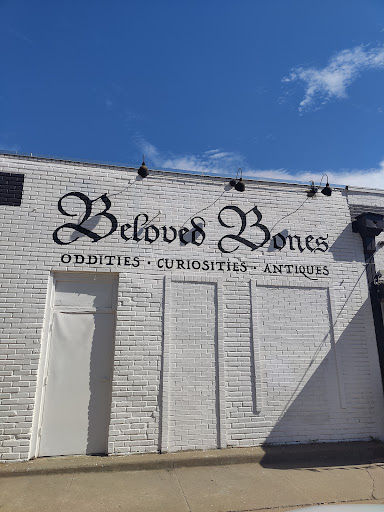 Beloved Bones
ODDITIES · CURIOSITIES · ANTIQUES